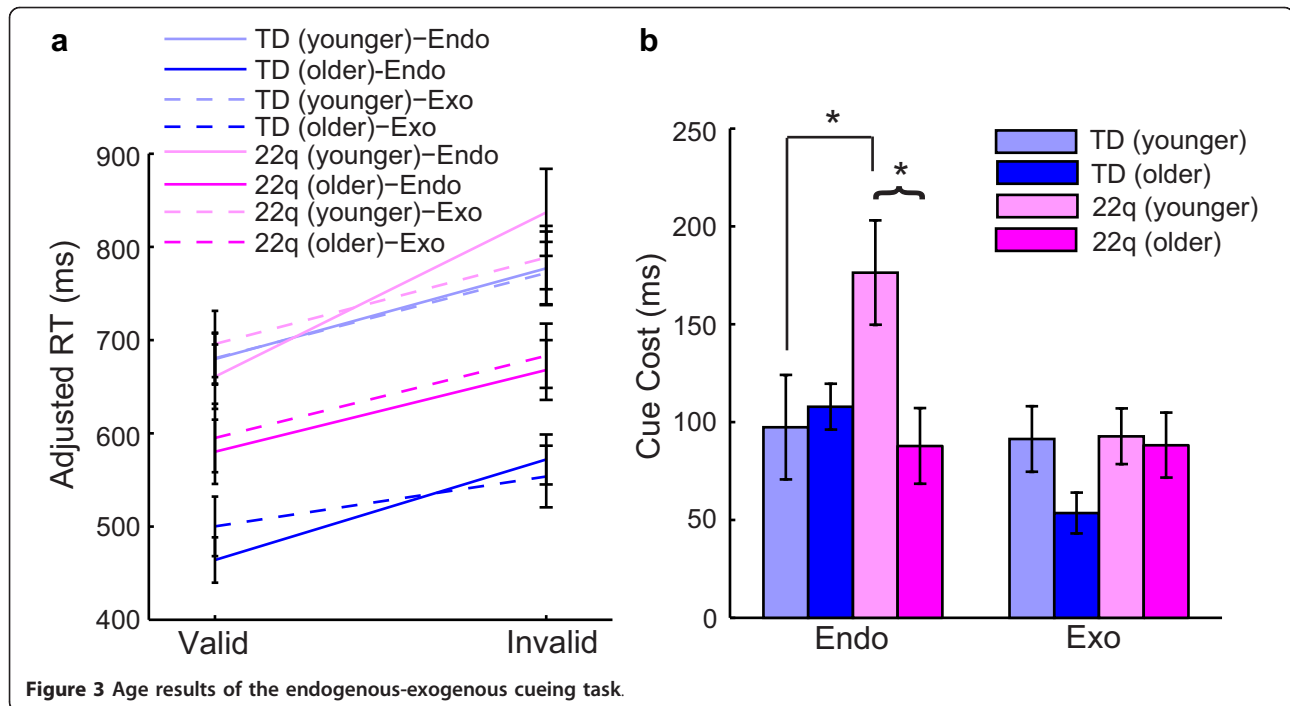 a
TD (younger)−Endo
TD (older)-Endo
TD (younger)−Exo
TD (older)−Exo
22q (younger)−Endo
22q (older)−Endo
22q (younger)−Exo
22q (older)−Exo
900
800
700
600
500
400
Adjusted RT (ms)
Valid
Invalid
b
*
*
TD (younger)
TD (older)
22q (younger)
22q (older)
250
200
150
100
50
0
Cue Cost (ms)
Endo
Exo
Figure 3 Age results of the endogenous-exogenous cueing task.